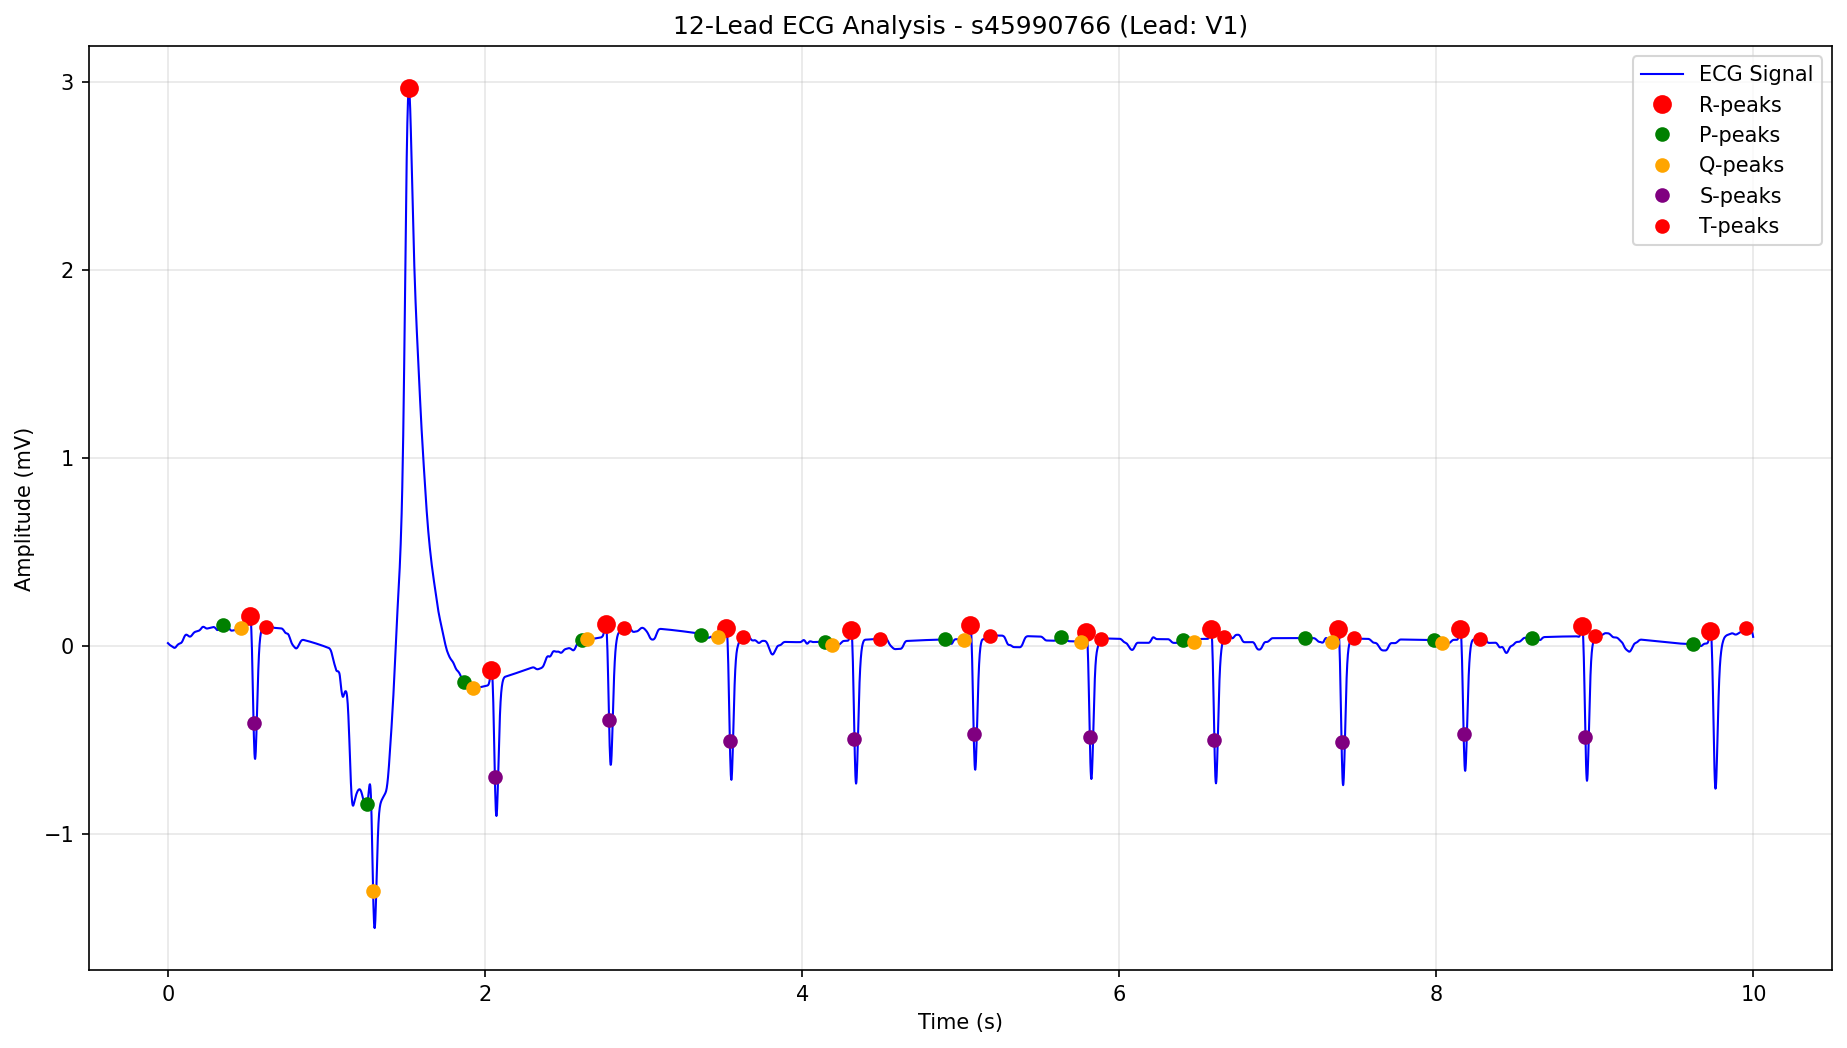 12-Lead ECG Analysis - s45990766 (Lead: V1)
ECG Signal
R-peaks
P-peaks
Q-peaks
S-peaks
T-peaks
Amplitude (mV)
3
2
1
0
−1
0 2 4 6 8 10
Time (s)